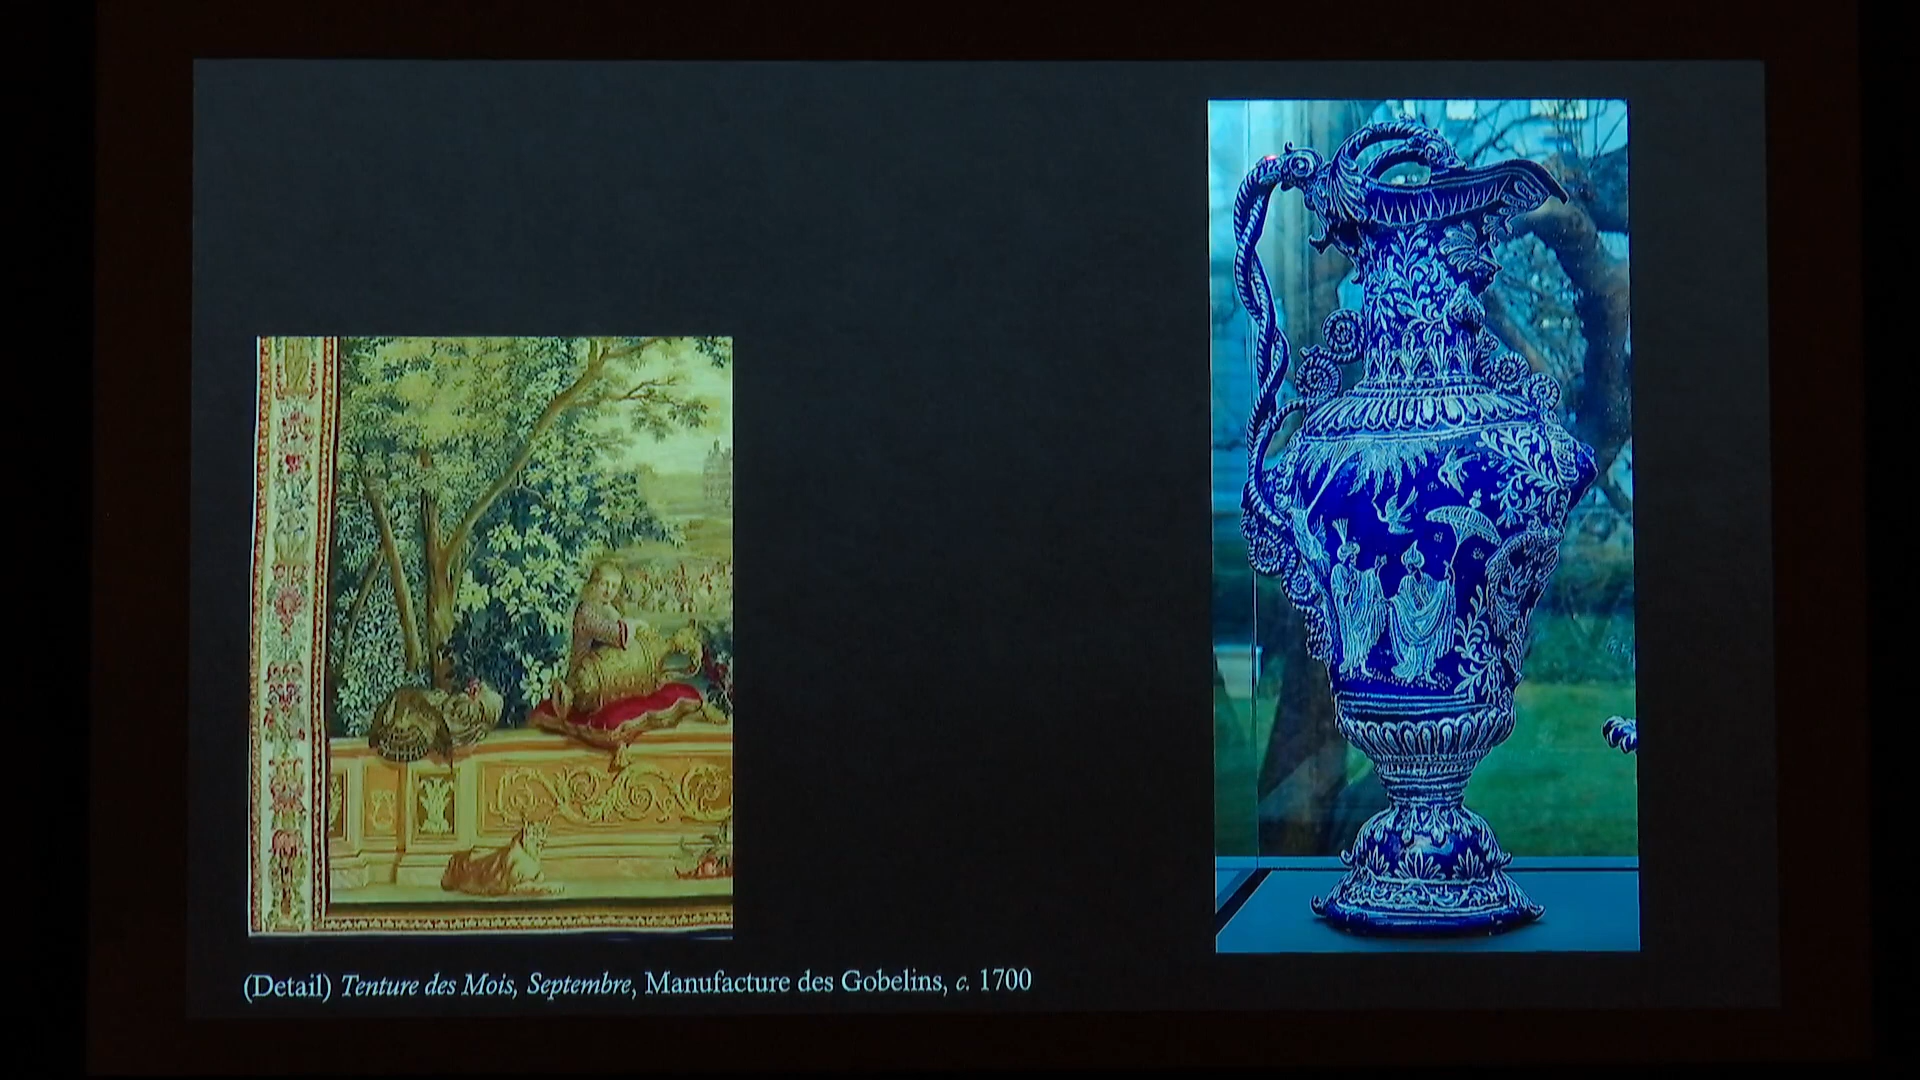 (Detail) Tenture des Mois, Septembre, Manufacture des Gobelins, c. 1700